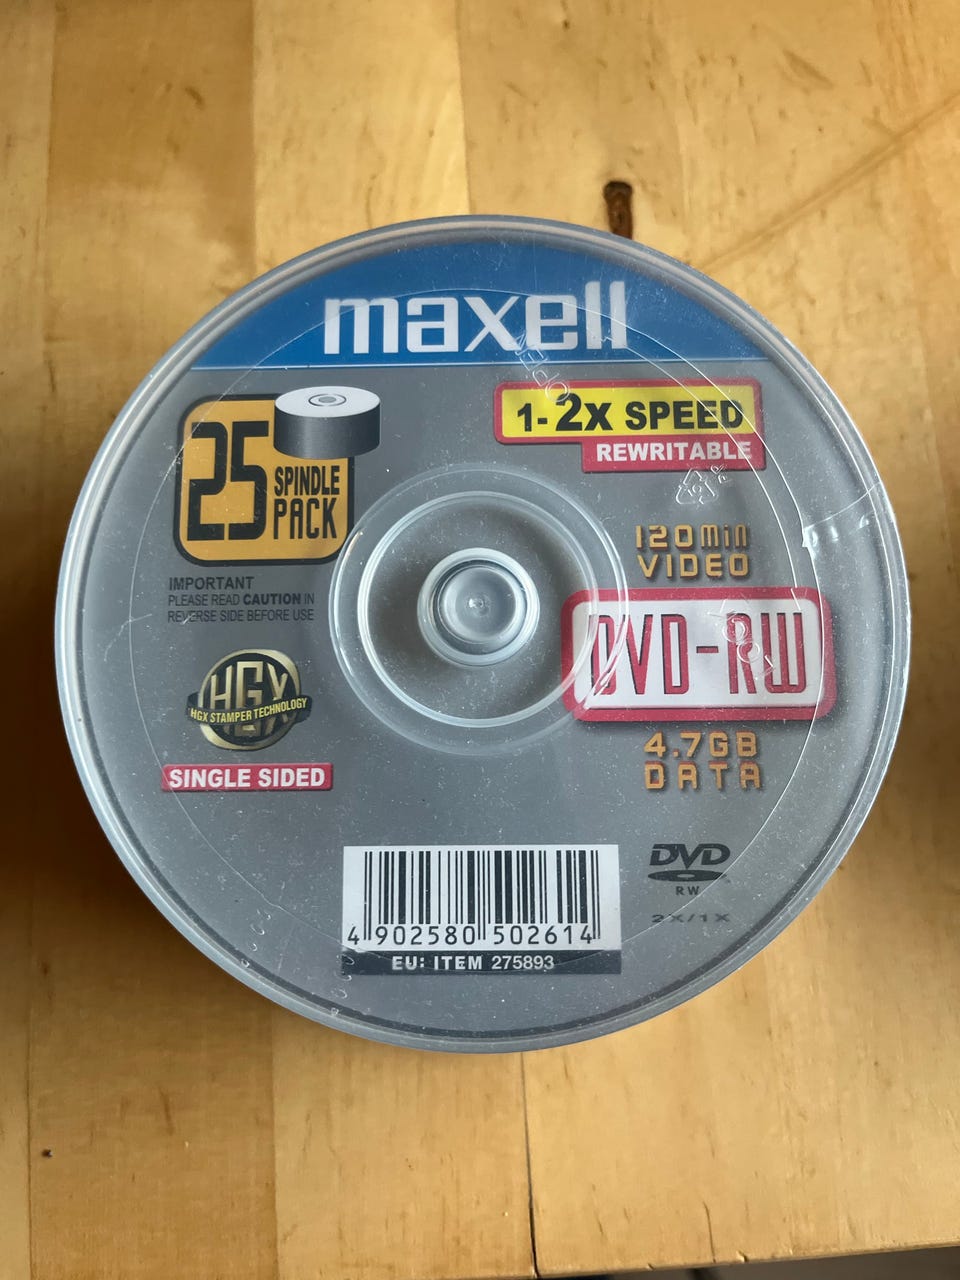 maxell
25
SPINDLE
PACK
1-2X SPEED
REWRITABLE
120min
VIDEO
IMPORTANT
PLEASE READ CAUTION IN
REVERSE SIDE BEFORE USE
DVD-RW
HGX
HGX STAMPER TECHNOLOGY
4.7GB
DATA
SINGLE SIDED
DVD
RW
2X/1X
4 902580 502614
EU: ITEM 275893